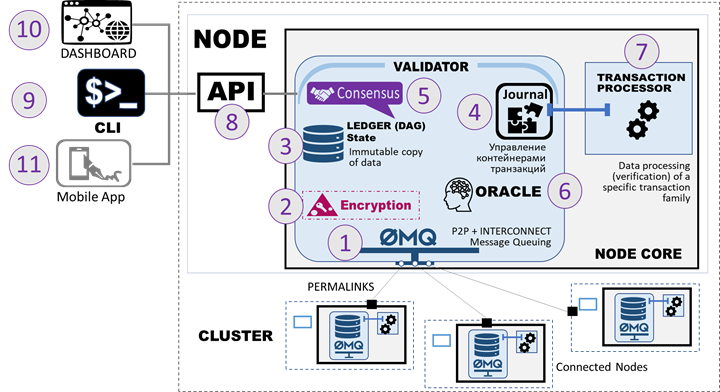 10
DASHBOARD
9
$>_
CLI
11
Mobile App
NODE
API
8
VALIDATOR
Consensus
5
3
LEDGER (DAG)
State
Immutable copy
of data
4
Journal
Управление
контейнерами
транзакций
7
TRANSACTION
PROCESSOR
Data processing
(verification) of a
specific transaction
family
2
Encryption
ORACLE
6
1
ØMQ
P2P + INTERCONNECT
Message Queuing
NODE CORE
PERMALINKS
CLUSTER
ØMQ
ØMQ
ØMQ
Connected Nodes